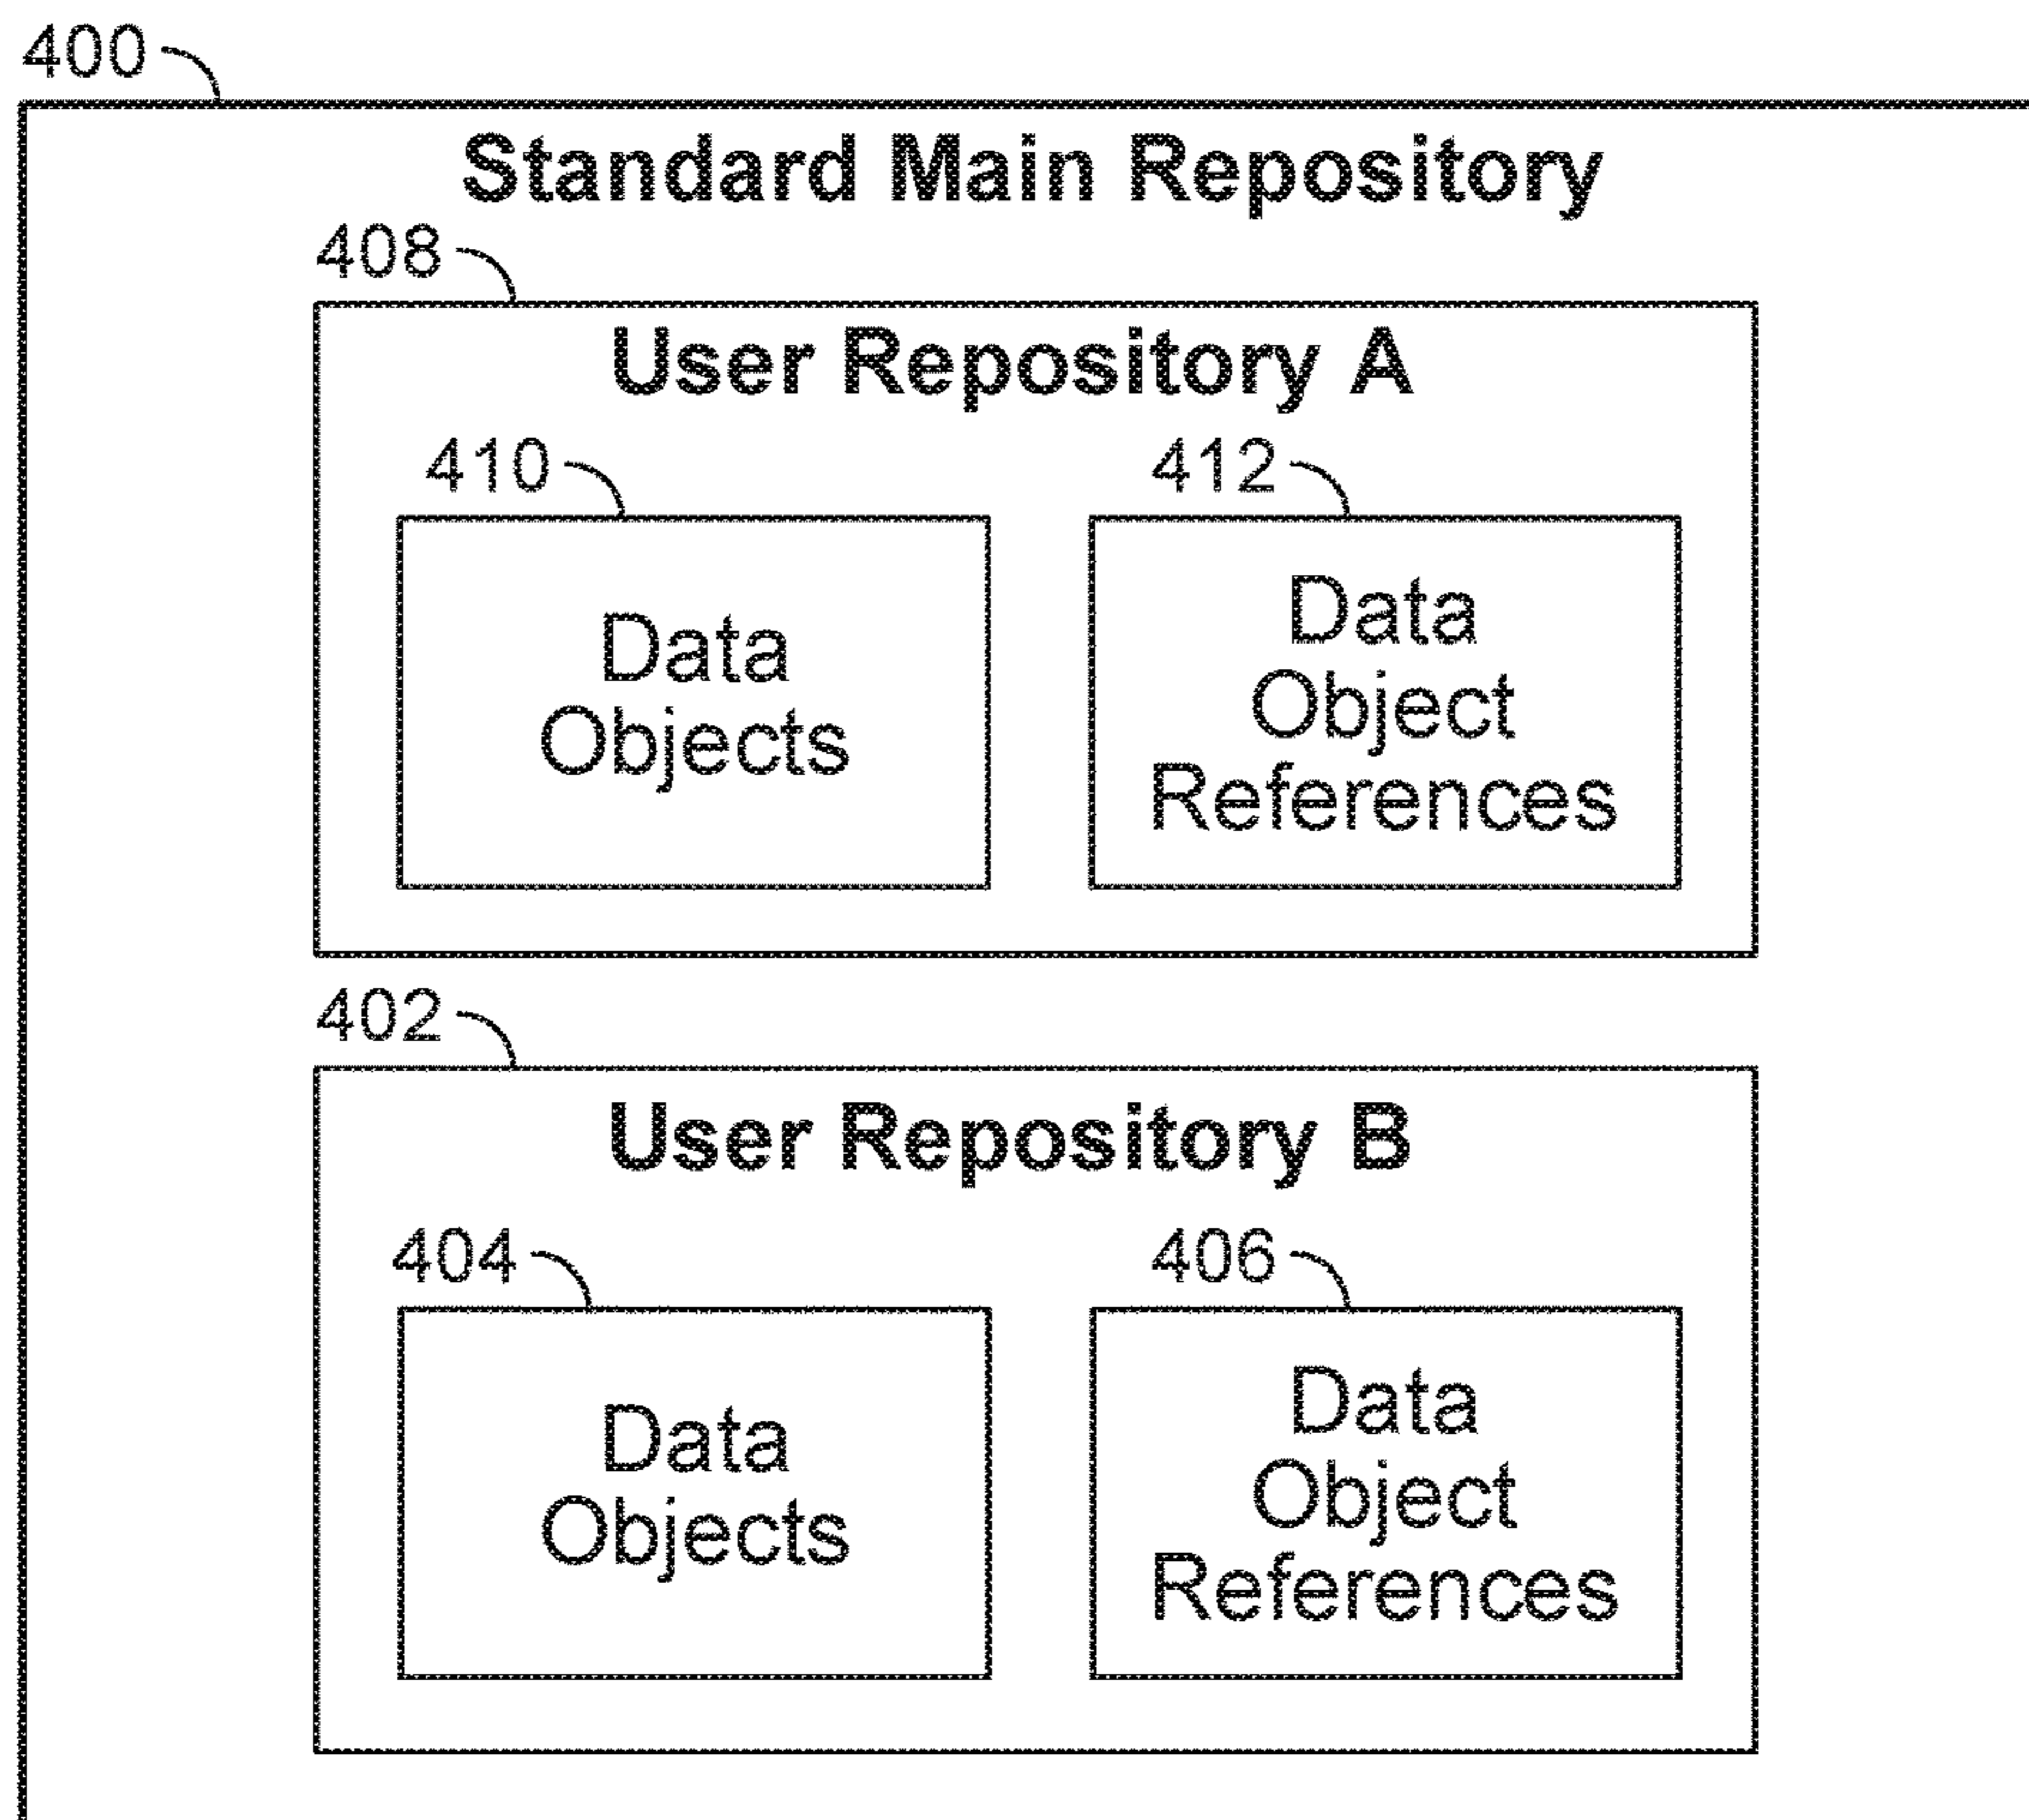 400
Standard Main Repository
408
User Repository A
410
412
Data
Objects
Data
Object
References
402
User Repository B
404
406
Data
Objects
Data
Object
References